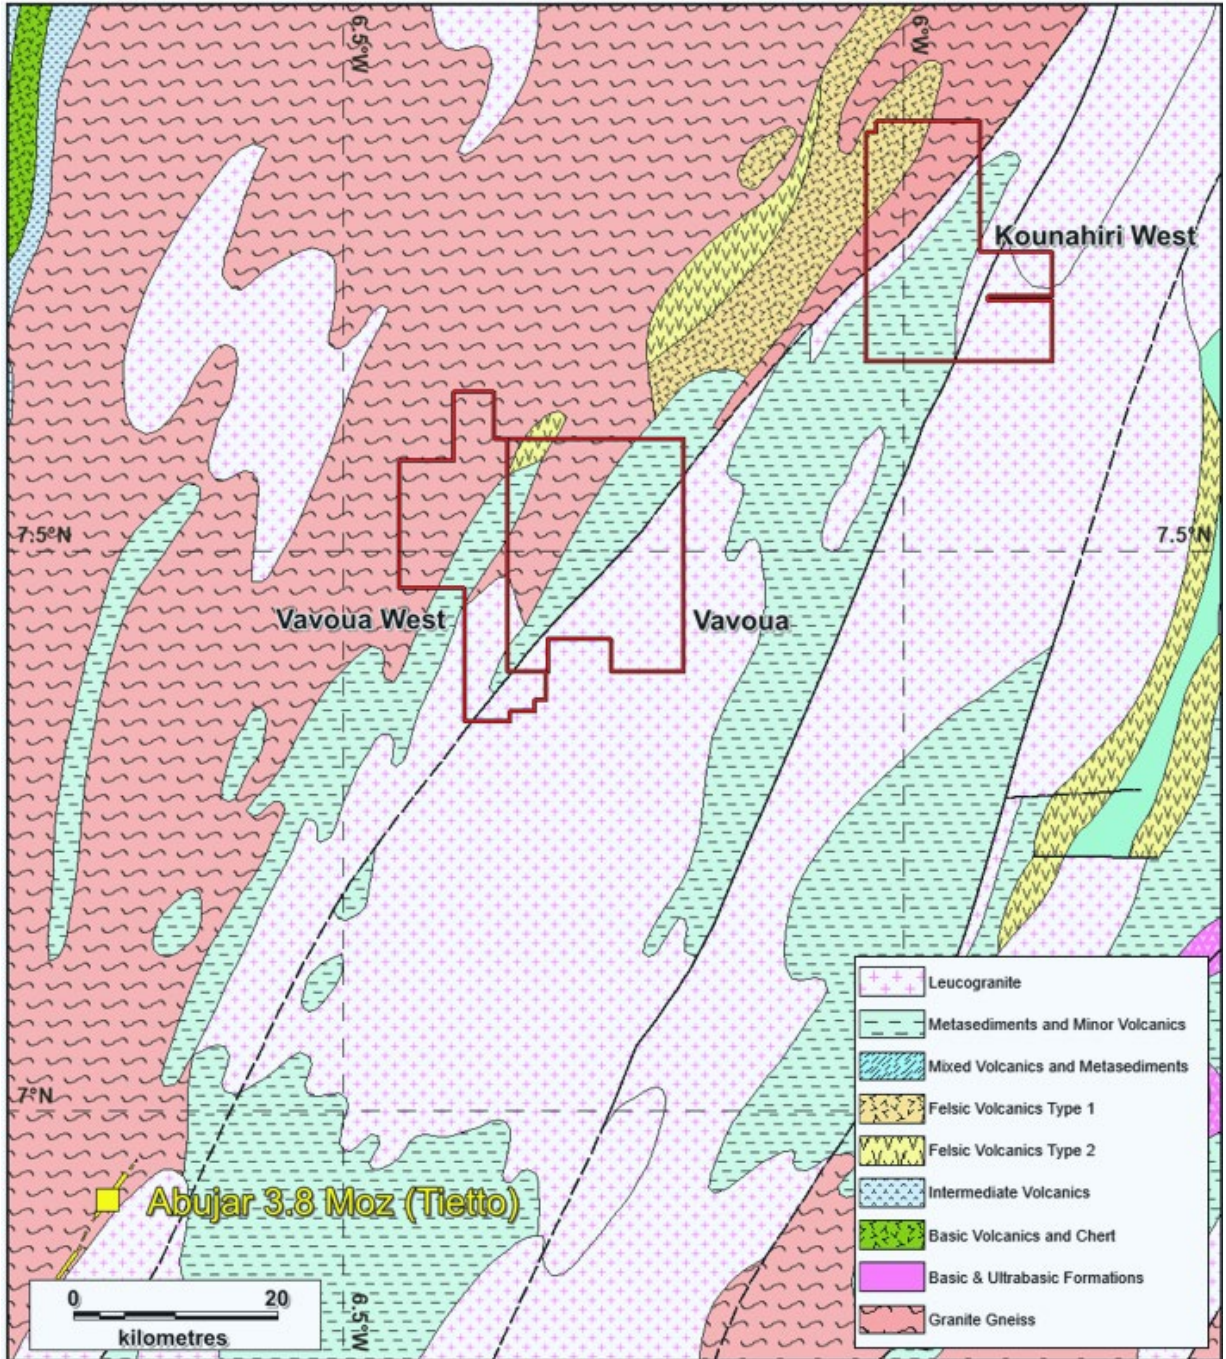 6.5°W
6°W
Kounahiri West
7.5°N
7.5°N
Vavoua West
Vavoua
7°N
Abujar 3.8 Moz (Tietto)
6.5°W
0 20
kilometres
Leucogranite
Metasediments and Minor Volcanics
Mixed Volcanics and Metasediments
Felsic Volcanics Type 1
Felsic Volcanics Type 2
Intermediate Volcanics
Basic Volcanics and Chert
Basic & Ultrabasic Formations
Granite Gneiss